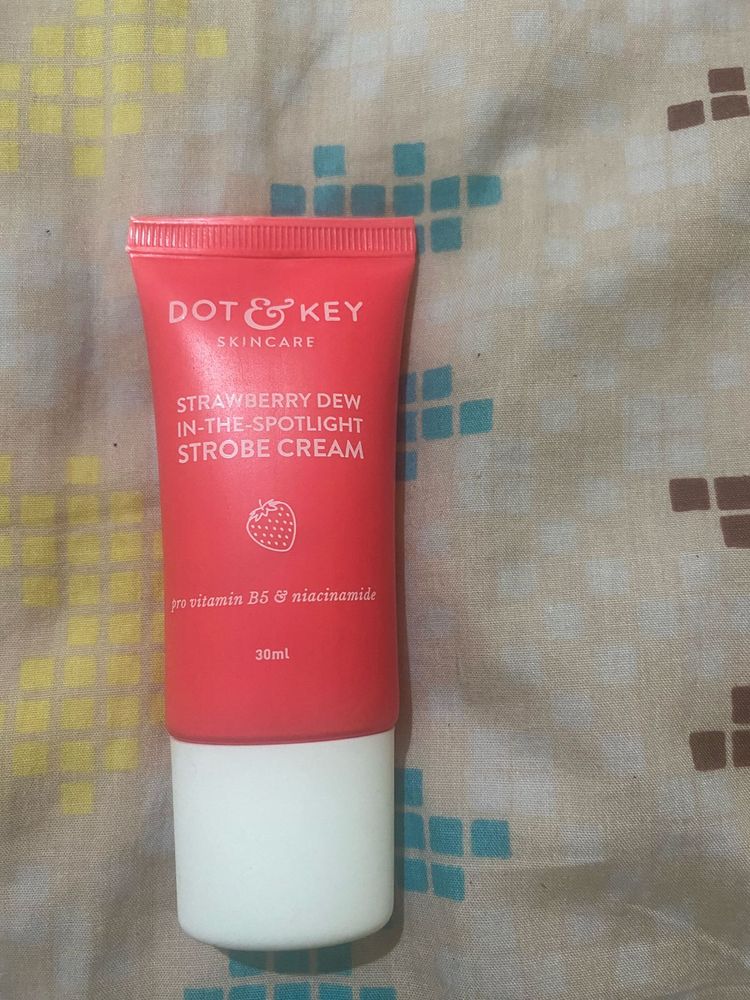 DOT & KEY
SKINCARE
STRAWBERRY DEW
IN-THE-SPOTLIGHT
STROBE CREAM
pro vitamin B5 & niacinamide
30ml